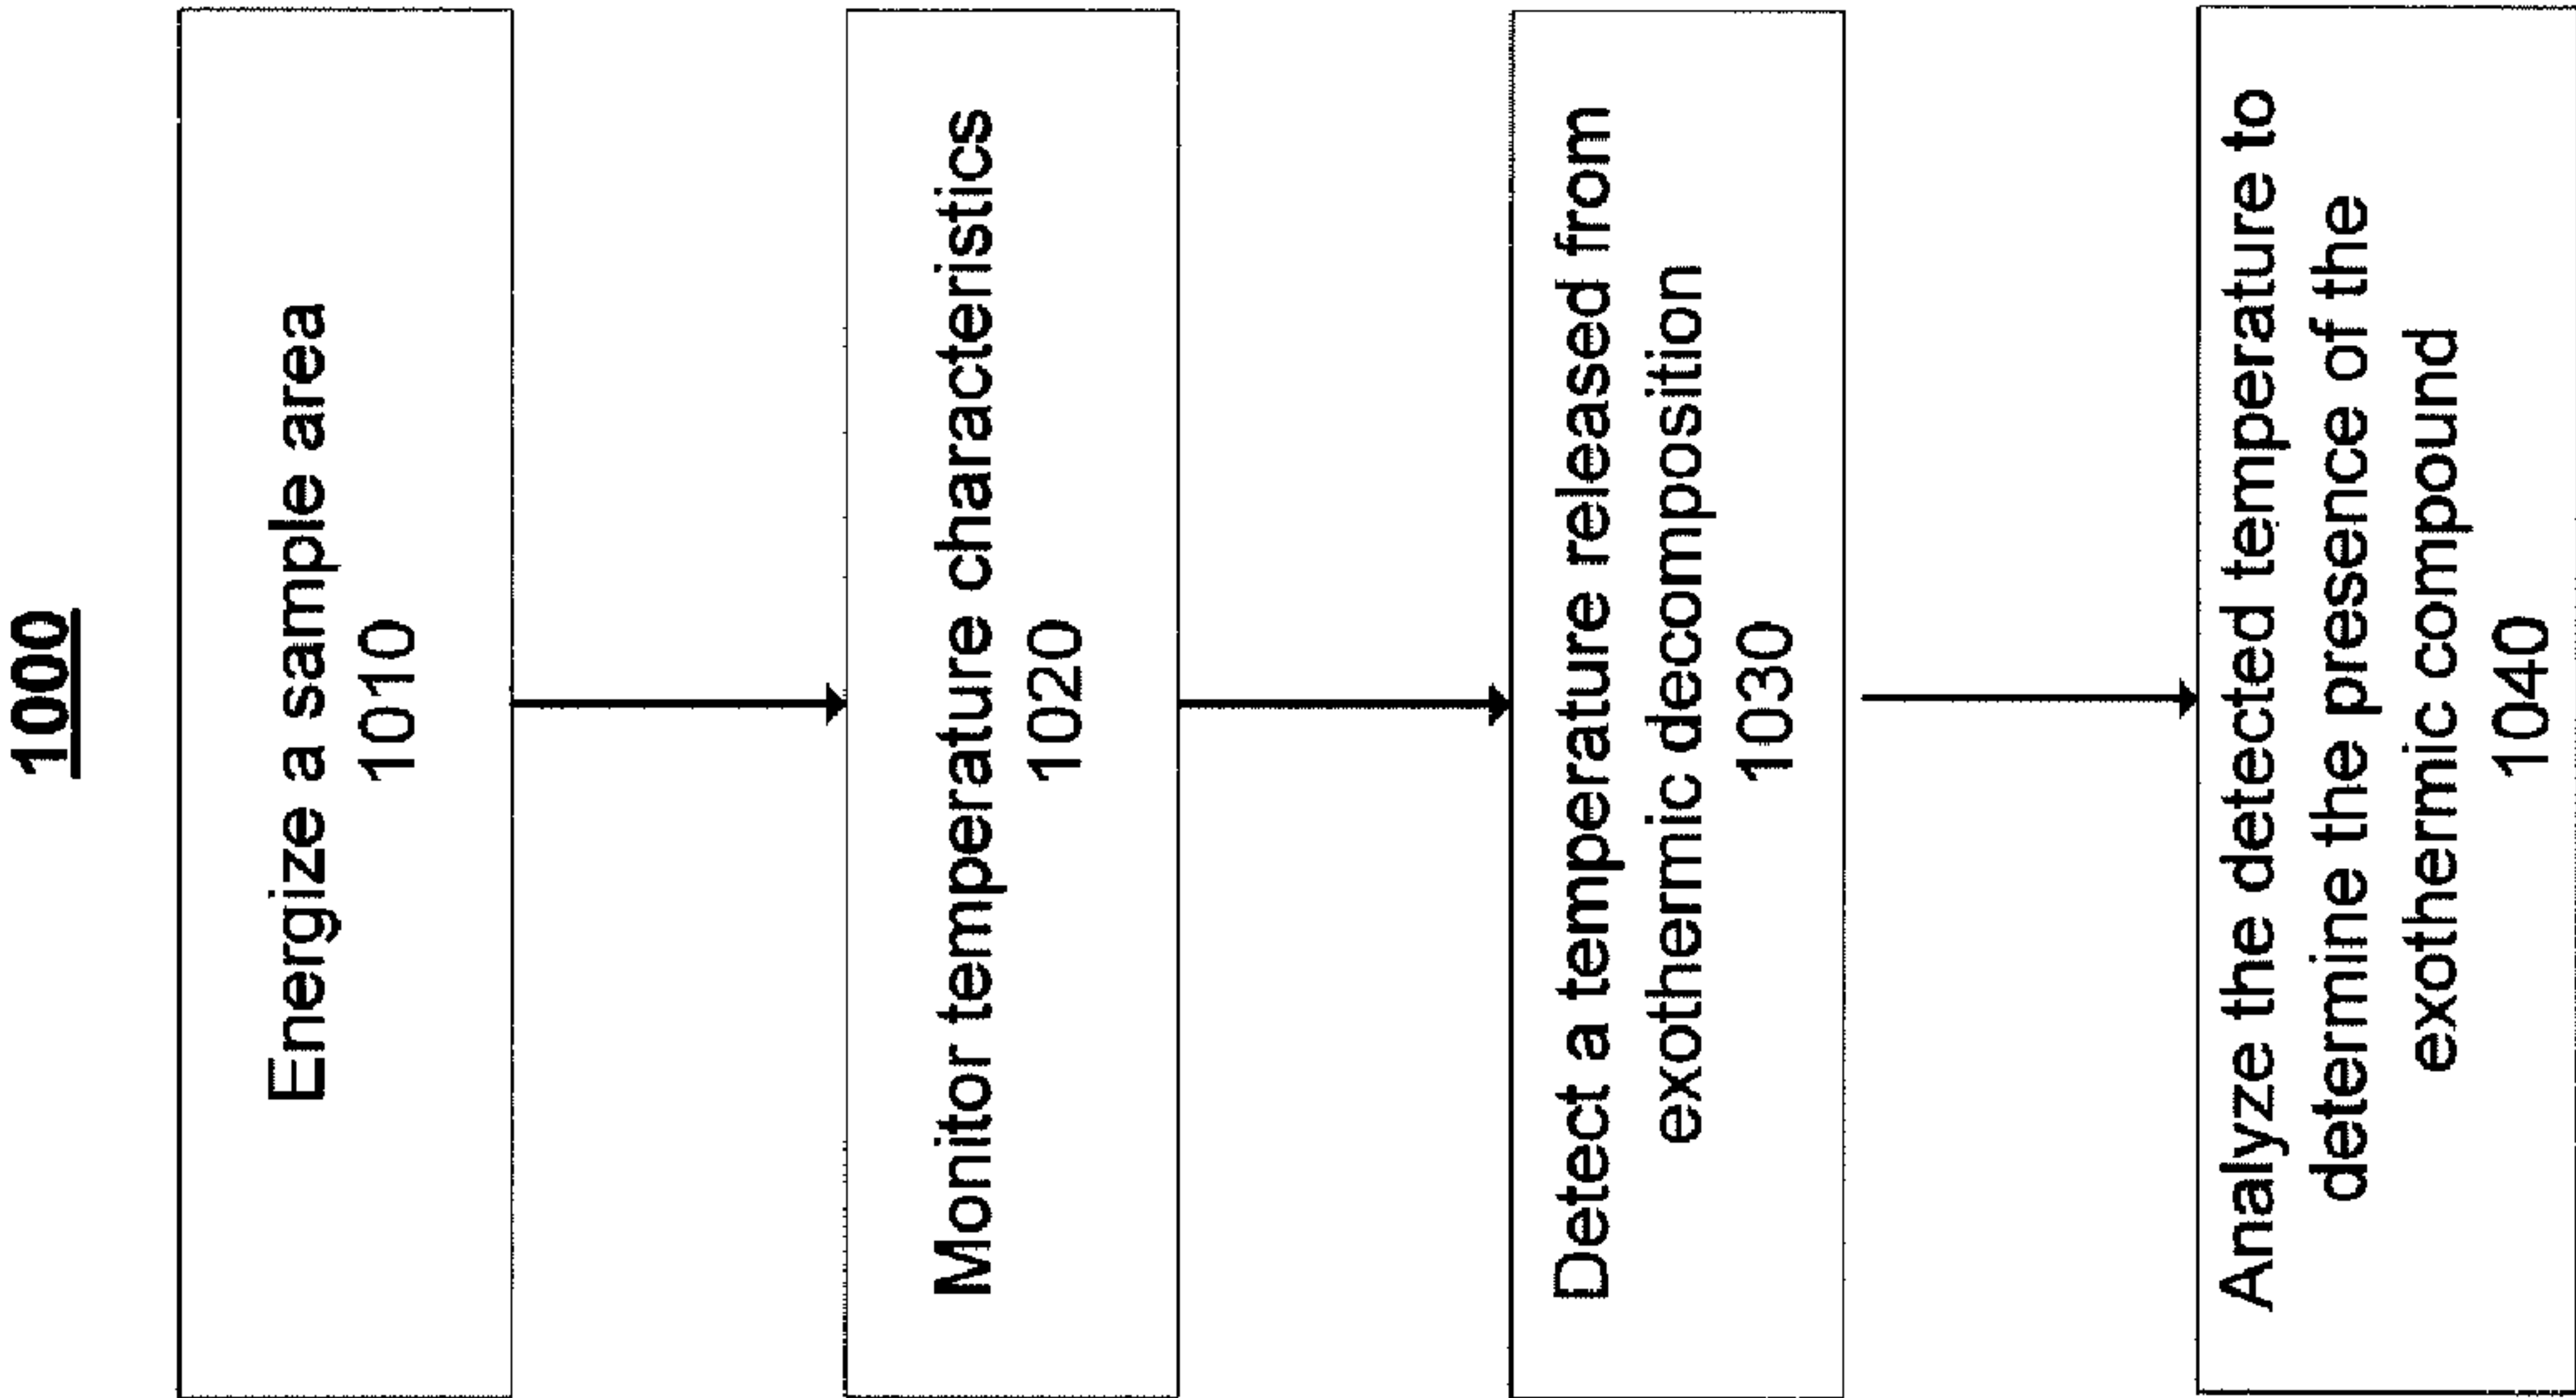 1000
Energize a sample area
1010
Monitor temperature characteristics
1020
Detect a temperature released from
exothermic decomposition
1030
Analyze the detected temperature to
determine the presence of the
exothermic compound
1040